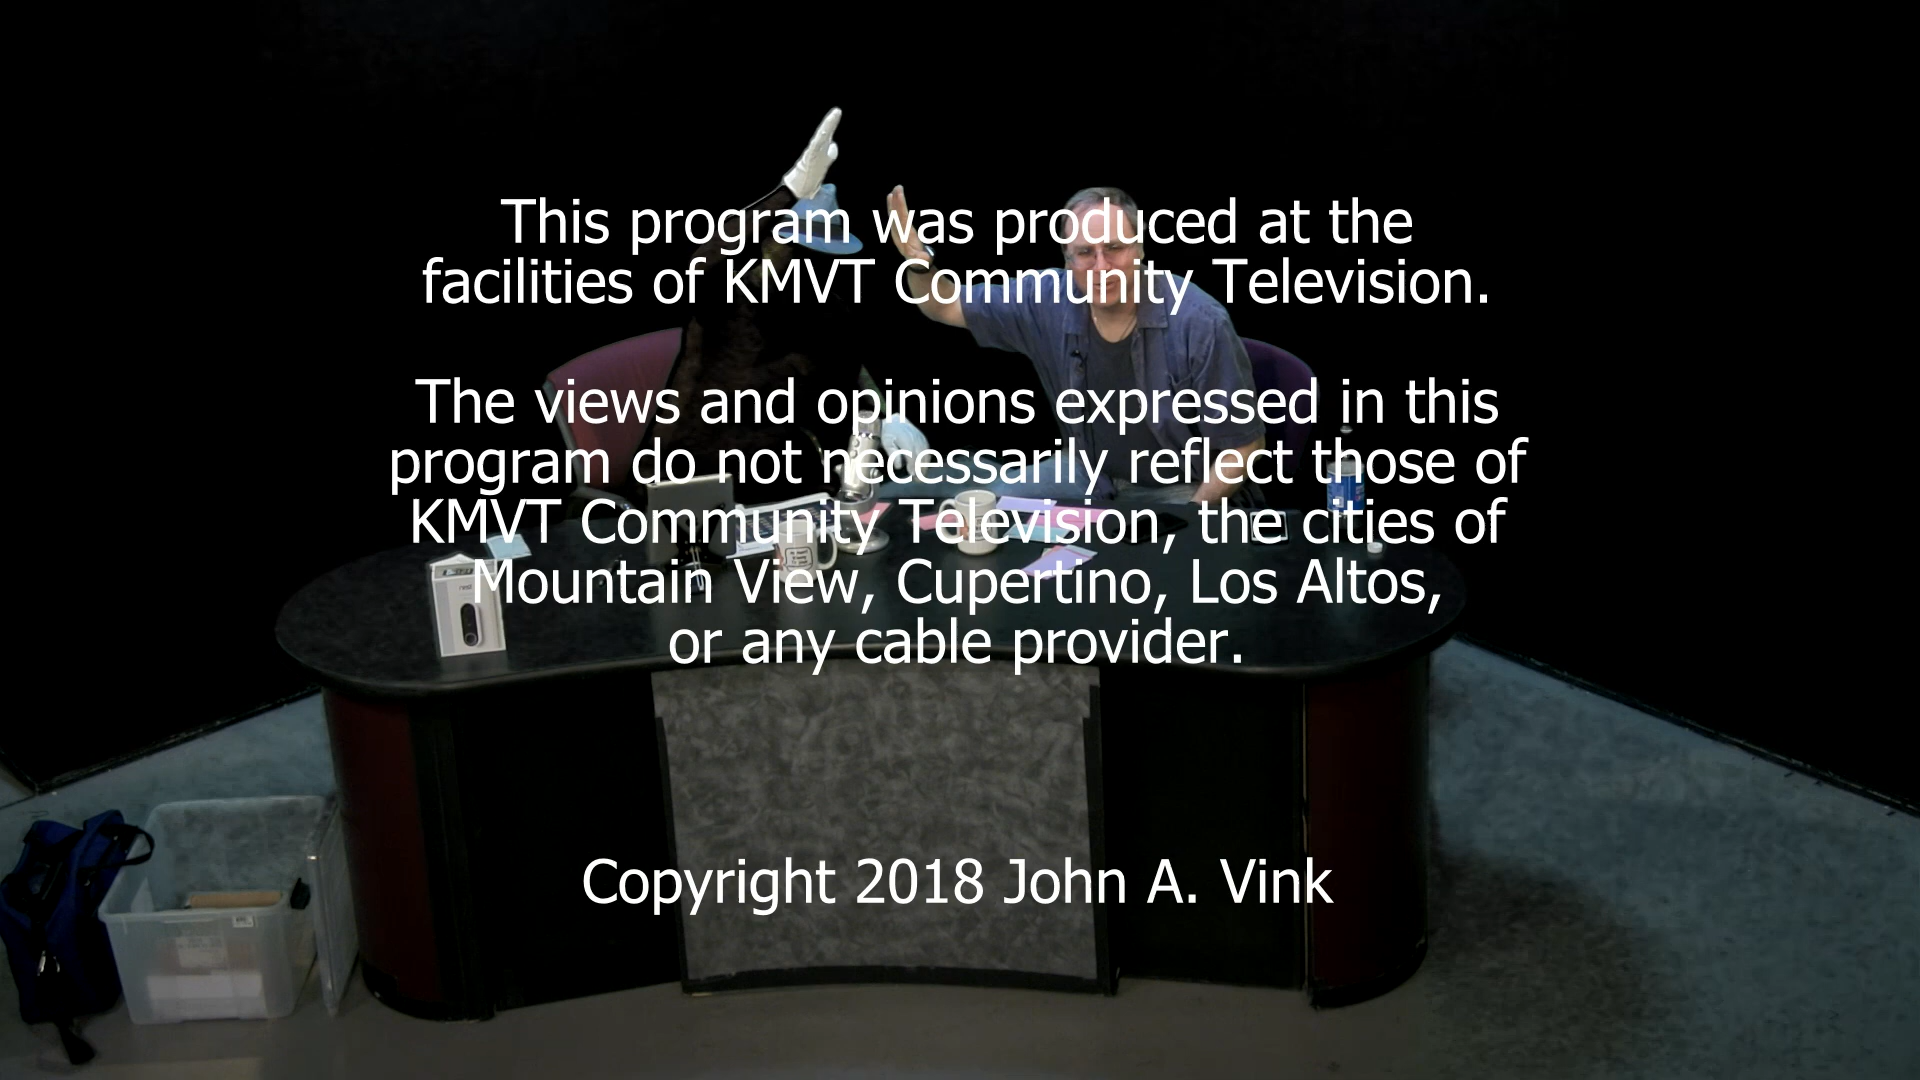 This program was produced at the
facilities of KMVT Community Television.
The views and opinions expressed in this
program do not necessarily reflect those of
KMVT Community Television, the cities of
Mountain View, Cupertino, Los Altos,
or any cable provider.
nest
Copyright 2018 John A. Vink